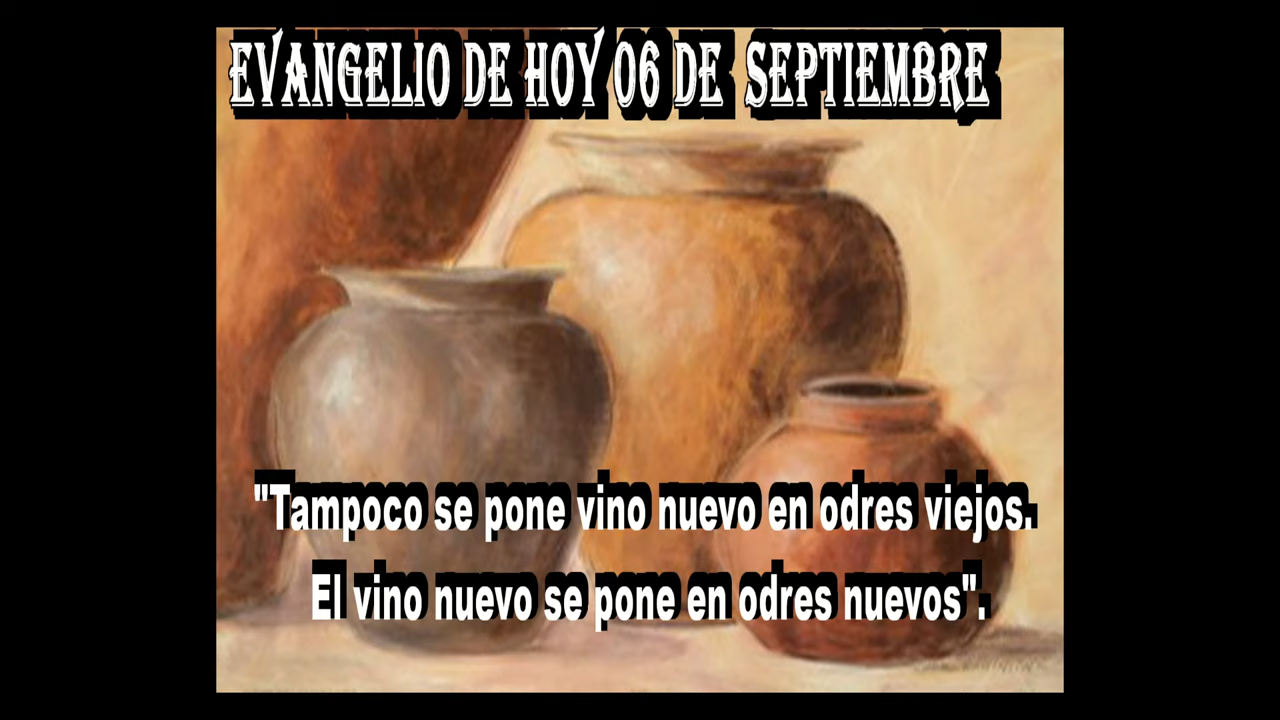 EVANGELIO DE HOY 06 DE SEPTIEMBRE
"Tampoco se pone vino nuevo en odres viejos.
El vino nuevo se pone en odres nuevos".